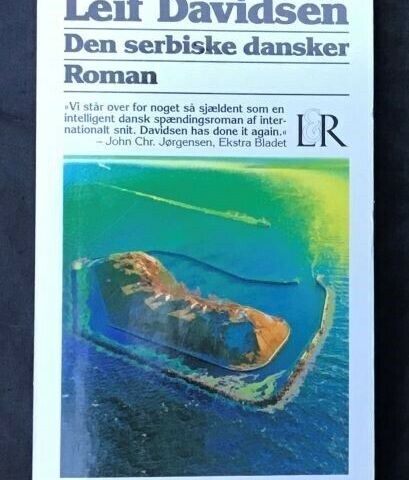 Leif Davidsen
Den serbiske dansker
Roman
»Vi står over for noget så sjældent som en
intelligent dansk spændingsroman af inter-
nationalt snit. Davidsen has done it again.«
– John Chr. Jørgensen, Ekstra Bladet
L&R